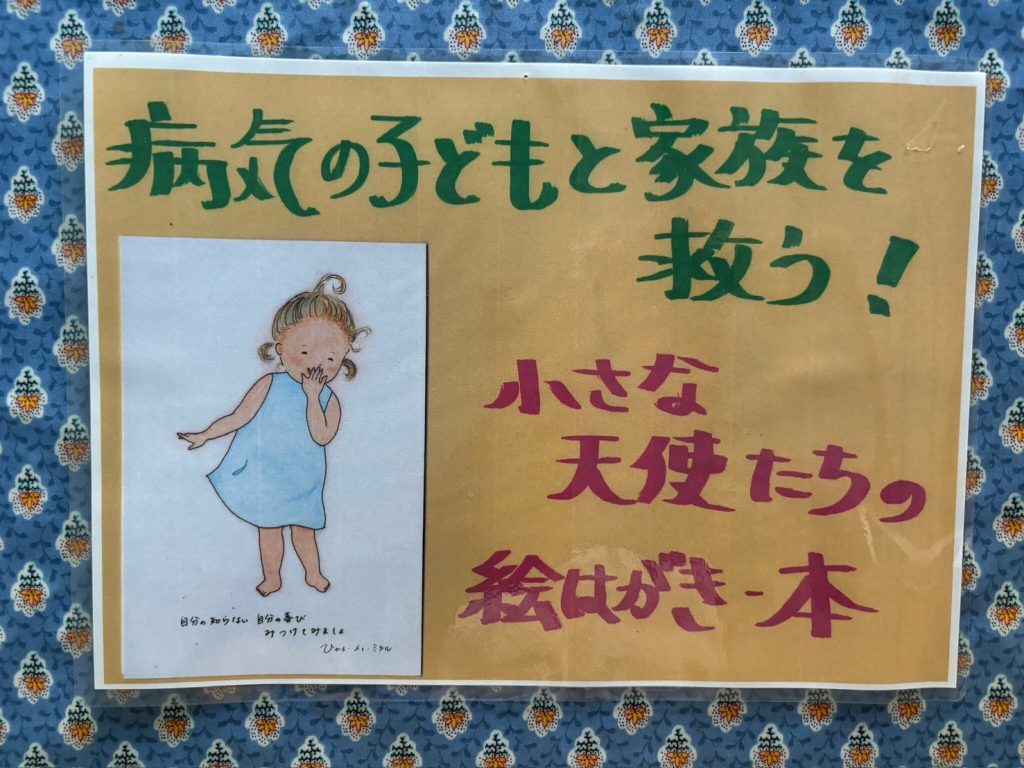 病気の子どもと家族を
救う!
小さな
天使たちの
絵はがき-本
自分の知らない 自分の喜び
みつけてみましょ